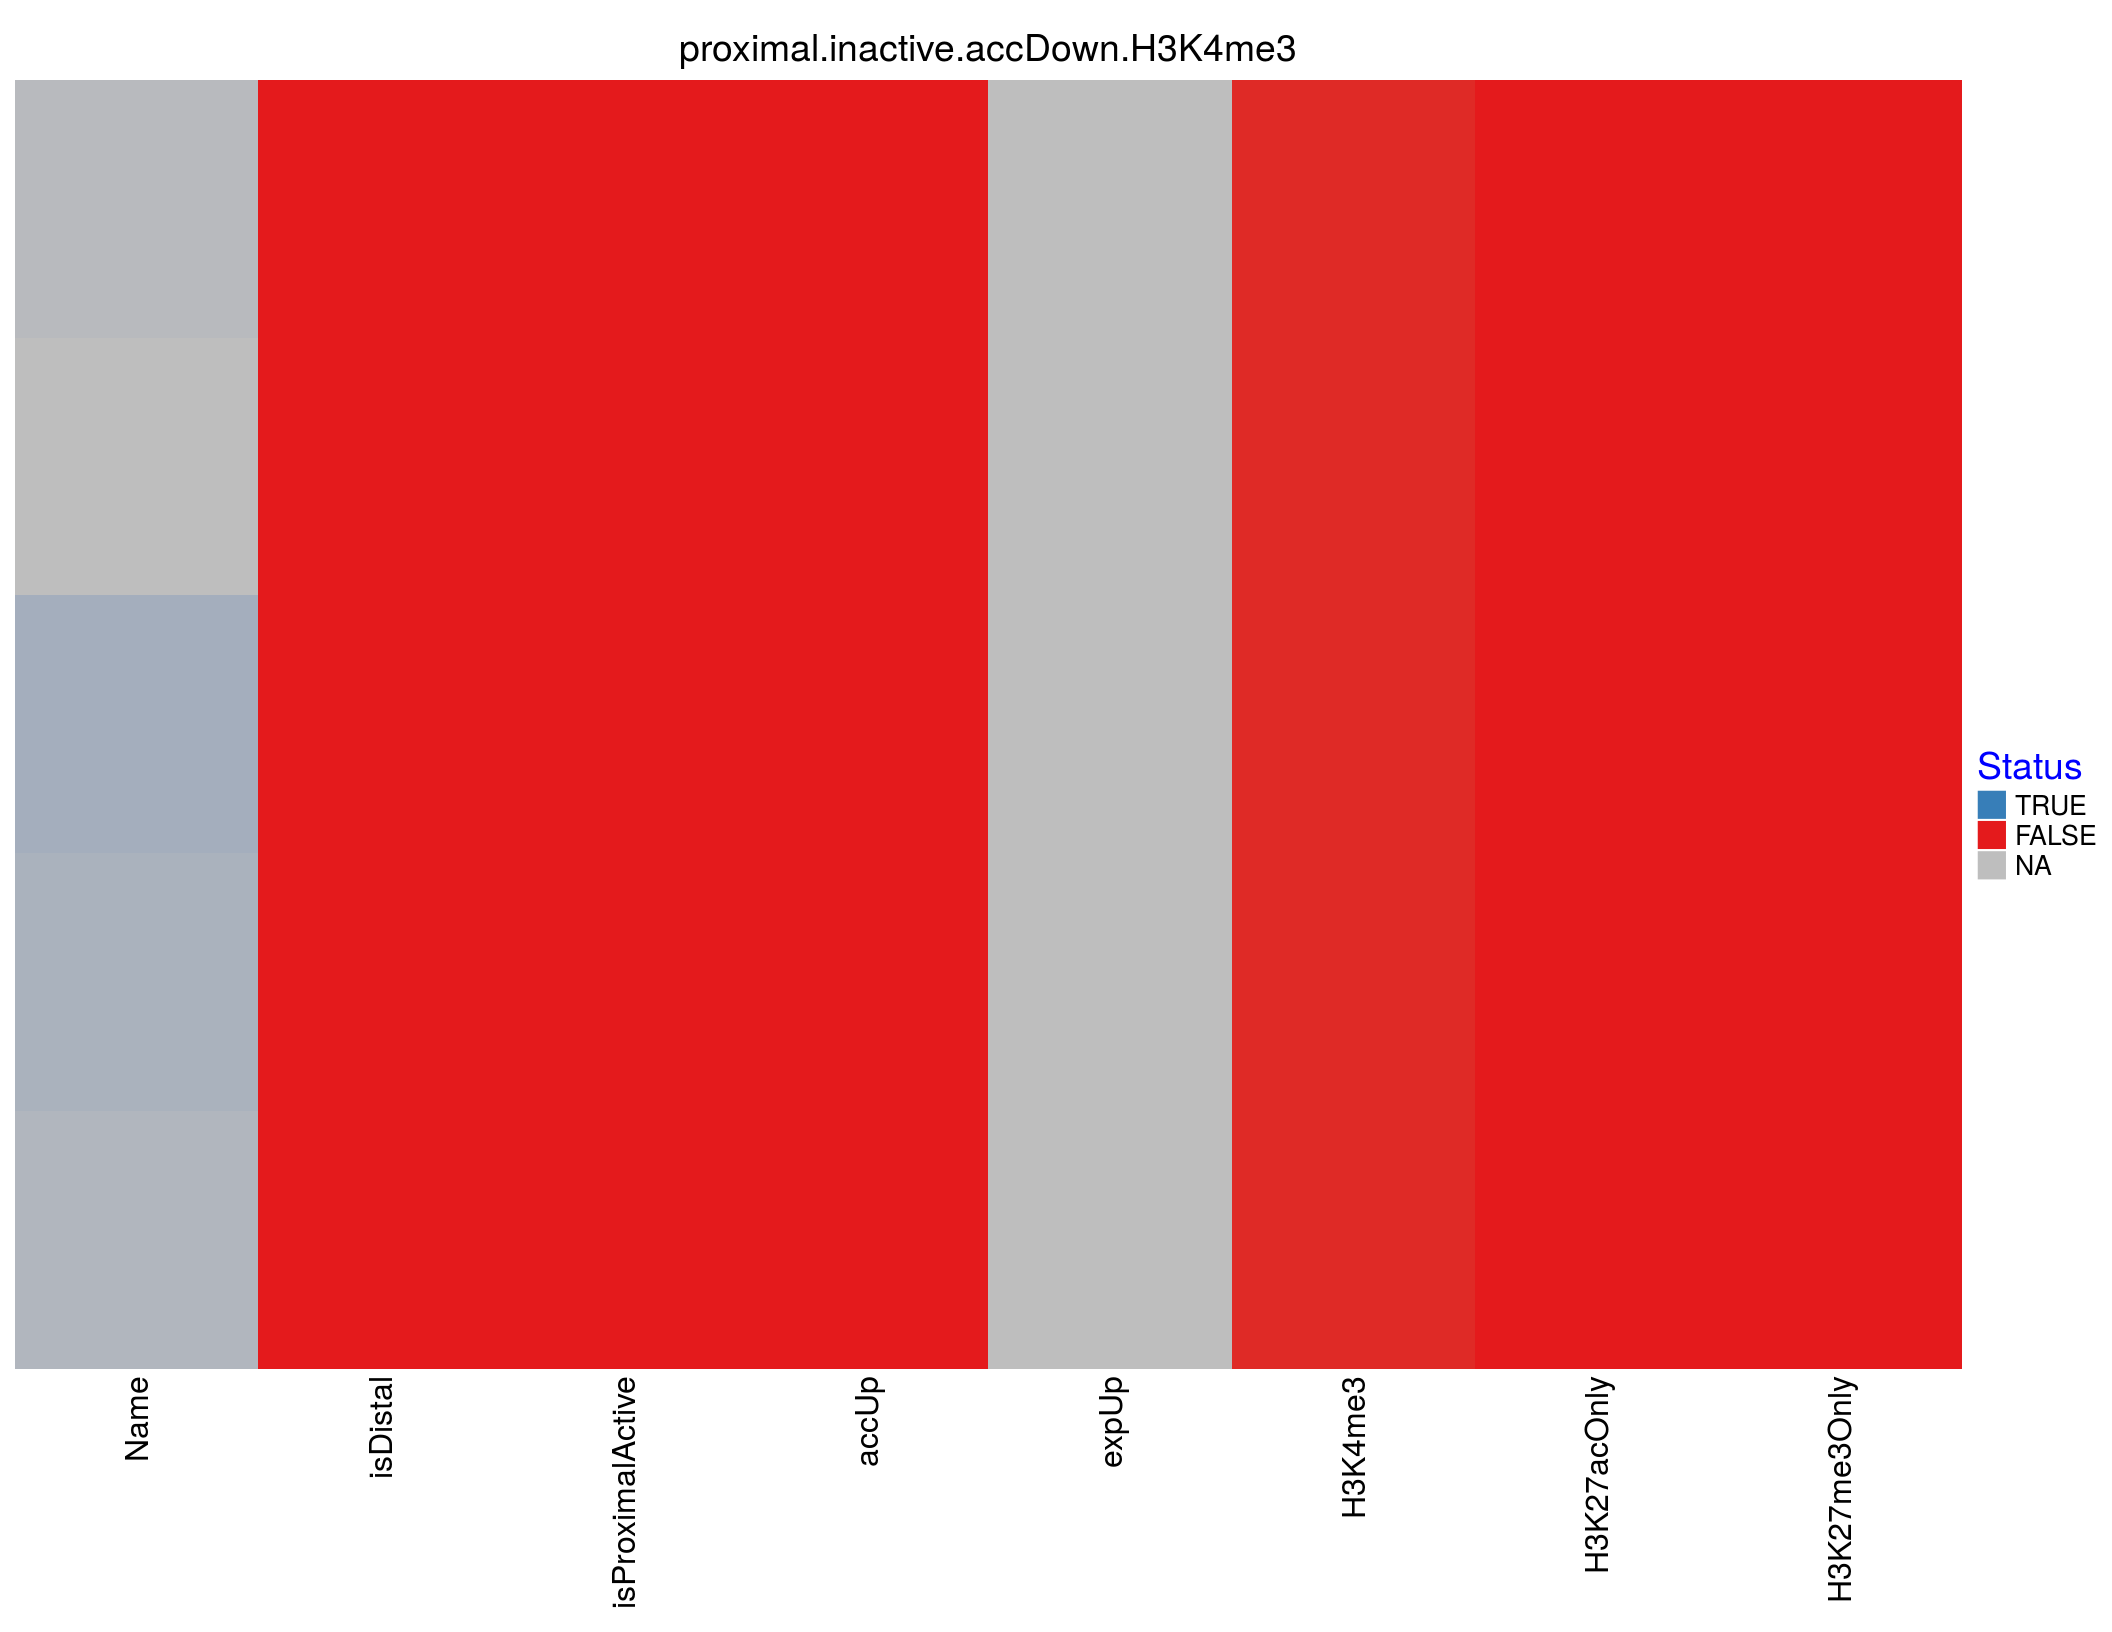 proximal.inactive.accDown.H3K4me3
Status
TRUE
FALSE
NA
Name
isDistal
isProximalActive
accUp
expUp
H3K4me3
H3K27acOnly
H3K27me3Only